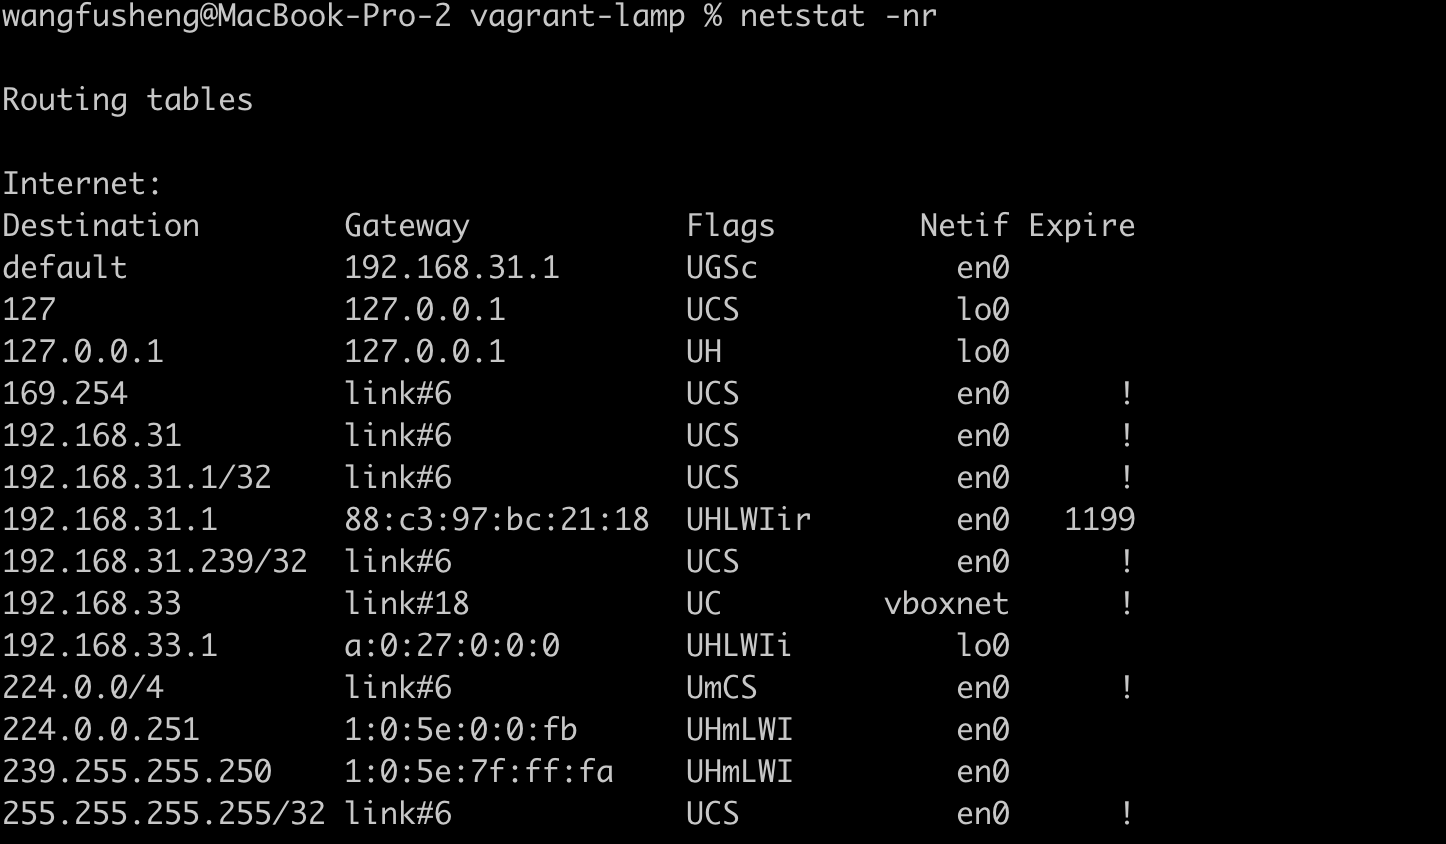 wangfusheng@MacBook-Pro-2 vagrant-lamp % netstat -nr
Routing tables
Internet:
Destination        Gateway            Flags        Netif Expire
default            192.168.31.1       UGSc           en0
127                127.0.0.1          UCS            lo0
127.0.0.1          127.0.0.1          UH             lo0
169.254            link#6             UCS            en0      !
192.168.31         link#6             UCS            en0      !
192.168.31.1/32    link#6             UCS            en0      !
192.168.31.1       88:c3:97:bc:21:18  UHLWIir        en0   1199
192.168.31.239/32  link#6             UCS            en0      !
192.168.33         link#18            UC         vboxnet      !
192.168.33.1       a:0:27:0:0:0       UHLWIi         lo0
224.0.0/4          link#6             UmCS           en0      !
224.0.0.251        1:0:5e:0:0:fb      UHmLWI         en0
239.255.255.250    1:0:5e:7f:ff:fa    UHmLWI         en0
255.255.255.255/32 link#6             UCS            en0      !